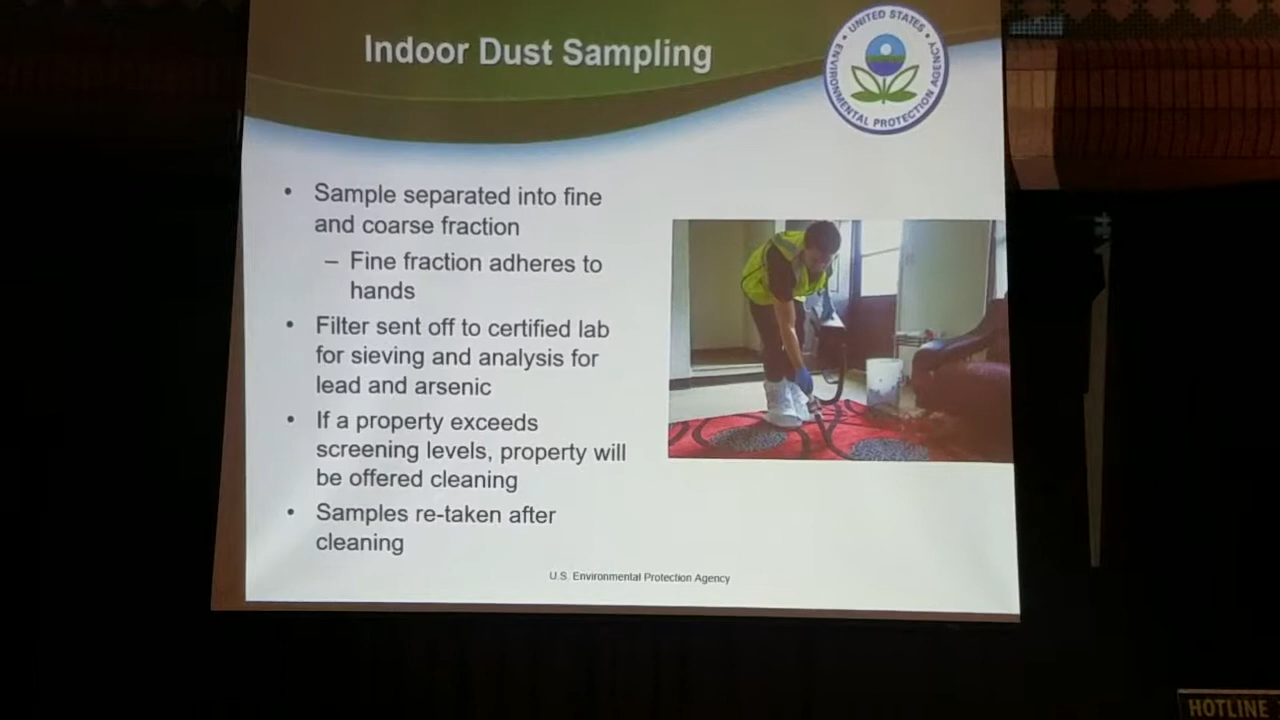 Indoor Dust Sampling
UNITED STATES
ENVIRONMENTAL PROTECTION AGENCY
• Sample separated into fine
and coarse fraction
– Fine fraction adheres to
hands
• Filter sent off to certified lab
for sieving and analysis for
lead and arsenic
• If a property exceeds
screening levels, property will
be offered cleaning
• Samples re-taken after
cleaning
U.S. Environmental Protection Agency
HOTLINE